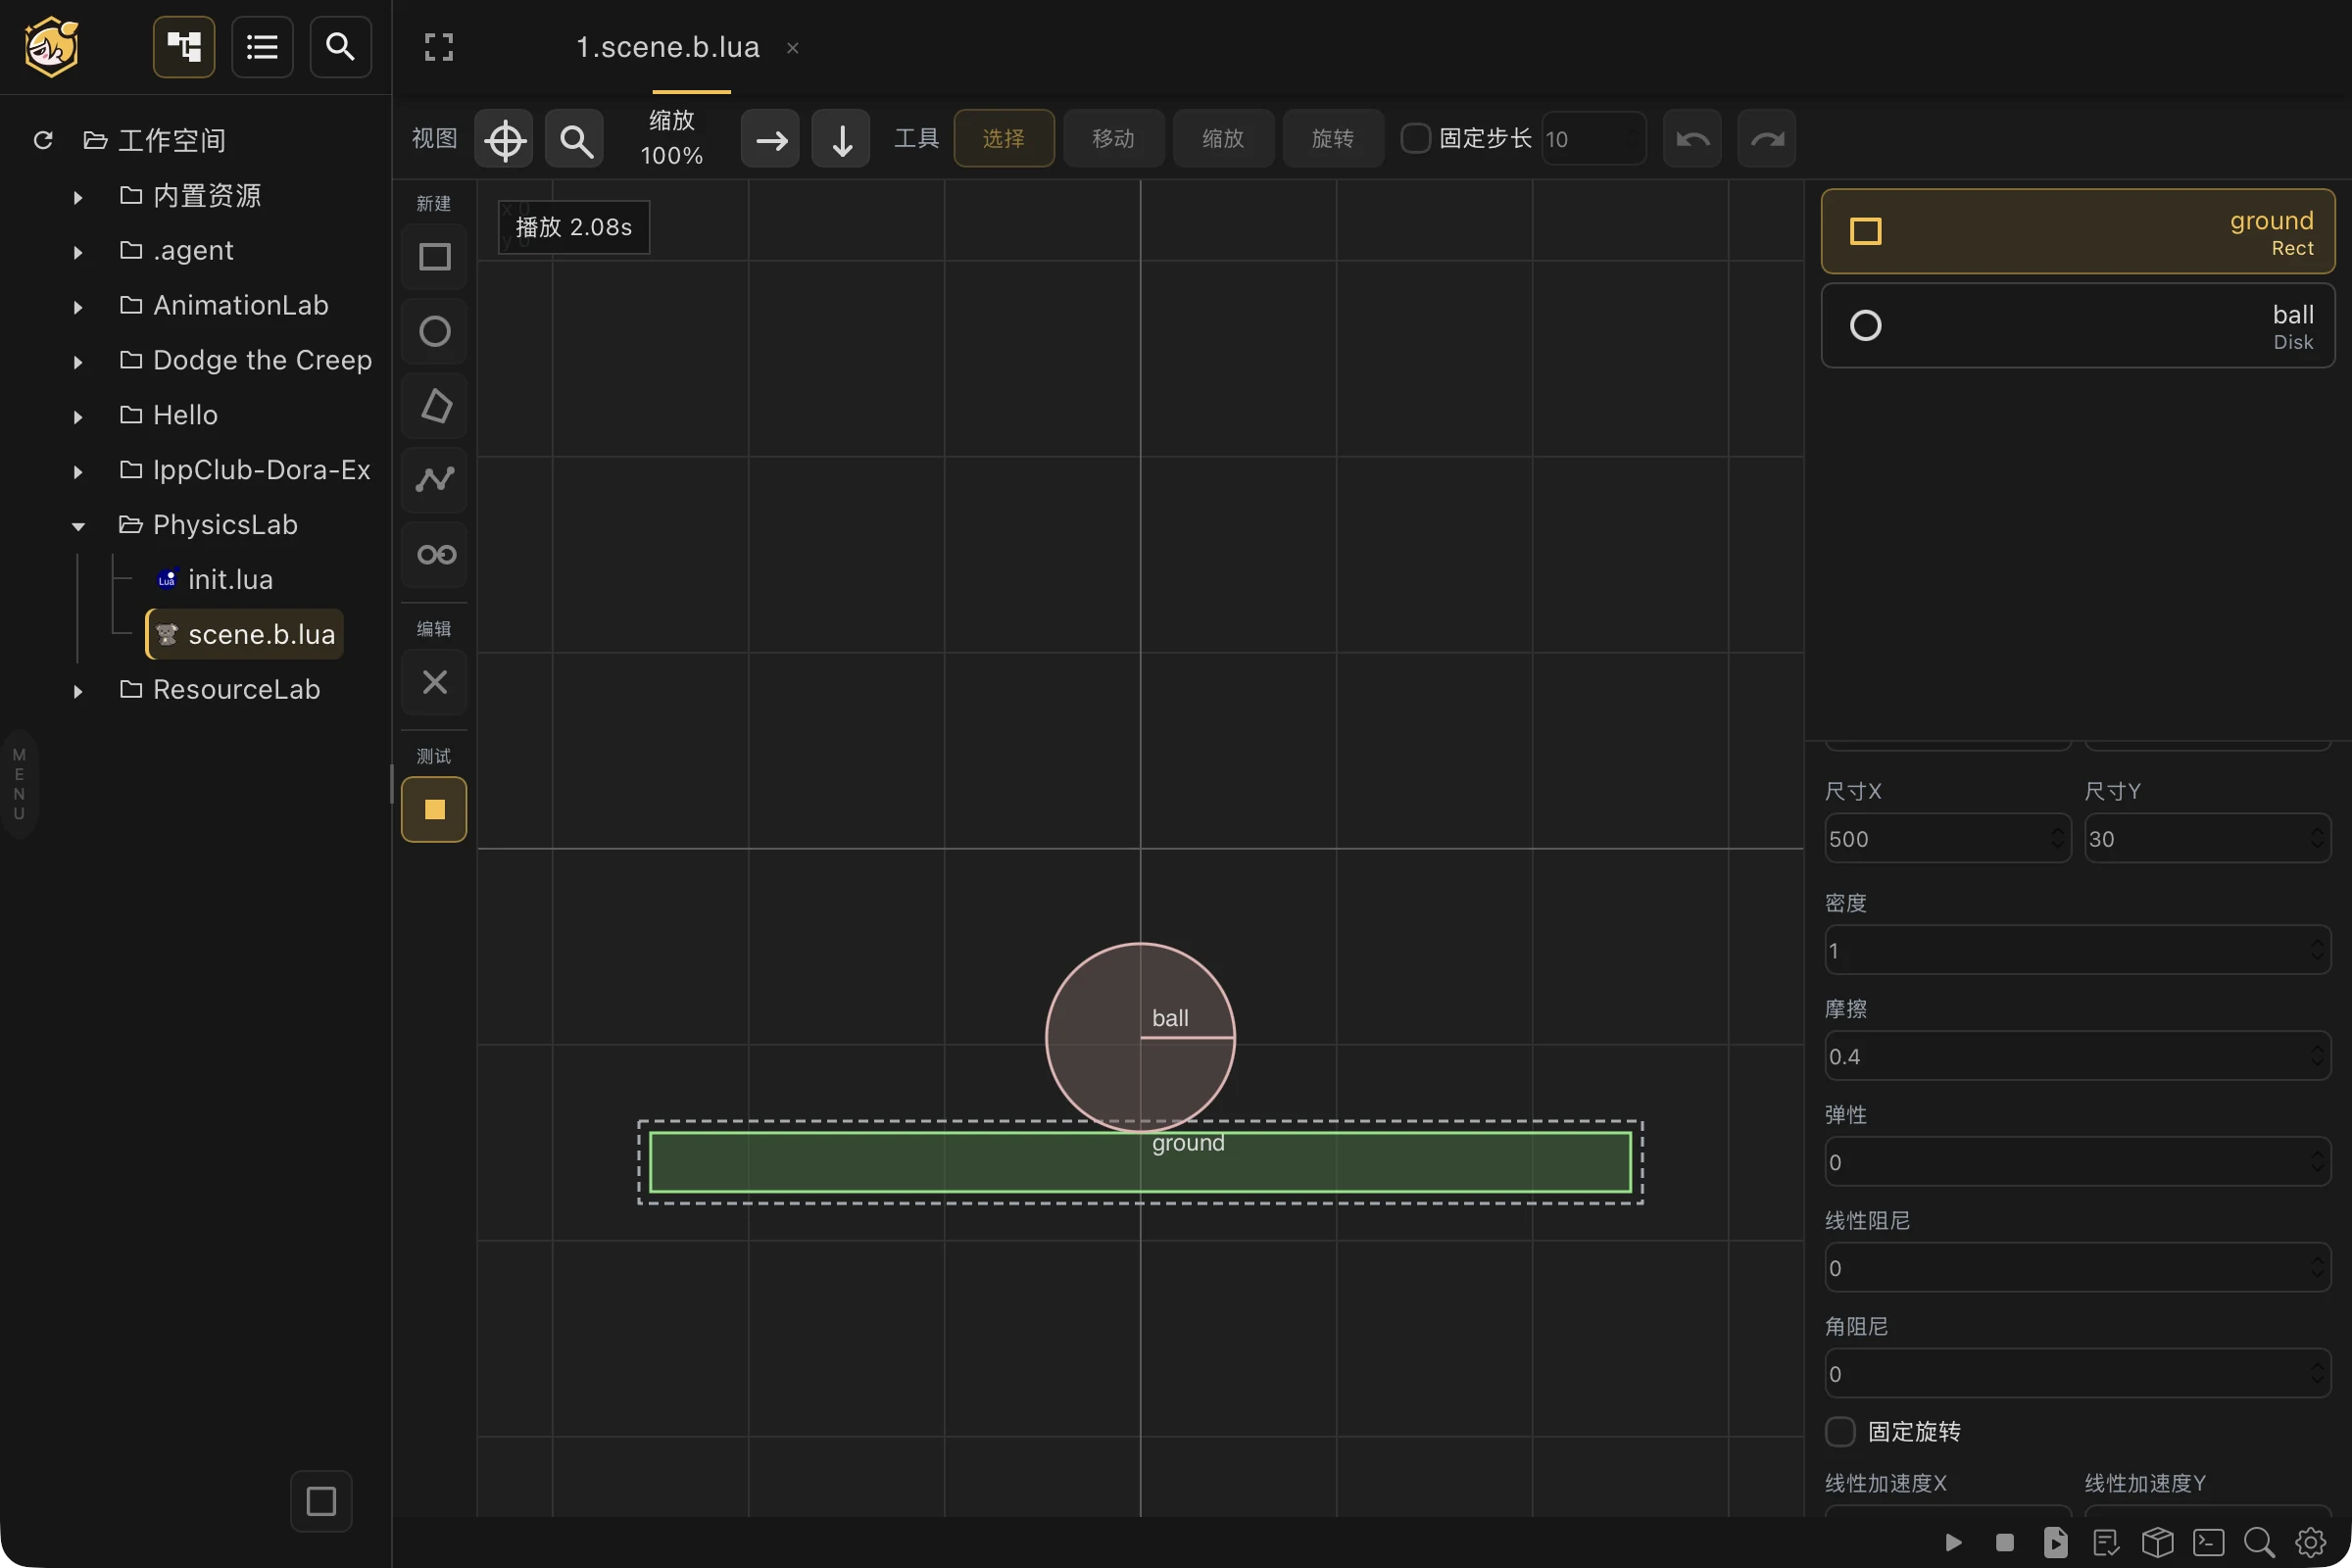 1.scene.b.lua
工作空间
内置资源
.agent
AnimationLab
Dodge the Creep
Hello
IppClub-Dora-Ex
PhysicsLab
Lua
init.lua
scene.b.lua
ResourceLab
MENU
视图
缩放
100%
工具
选择
移动
缩放
旋转
固定步长
10
新建
编辑
测试
x 0
y 0
播放 2.08s
ball
ground
ground
Rect
ball
Disk
尺寸X
尺寸Y
500
30
密度
1
摩擦
0.4
弹性
0
线性阻尼
0
角阻尼
0
固定旋转
线性加速度X
线性加速度Y